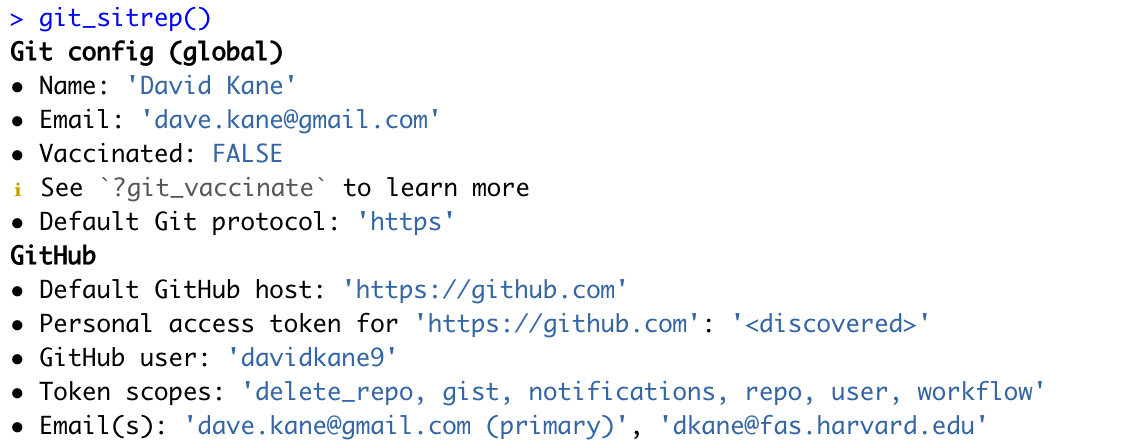 > git_sitrep()
Git config (global)
• Name: 'David Kane'
• Email: 'dave.kane@gmail.com'
• Vaccinated: FALSE
ℹ See `?git_vaccinate` to learn more
• Default Git protocol: 'https'
GitHub
• Default GitHub host: 'https://github.com'
• Personal access token for 'https://github.com': '<discovered>'
• GitHub user: 'davidkane9'
• Token scopes: 'delete_repo, gist, notifications, repo, user, workflow'
• Email(s): 'dave.kane@gmail.com (primary)', 'dkane@fas.harvard.edu'